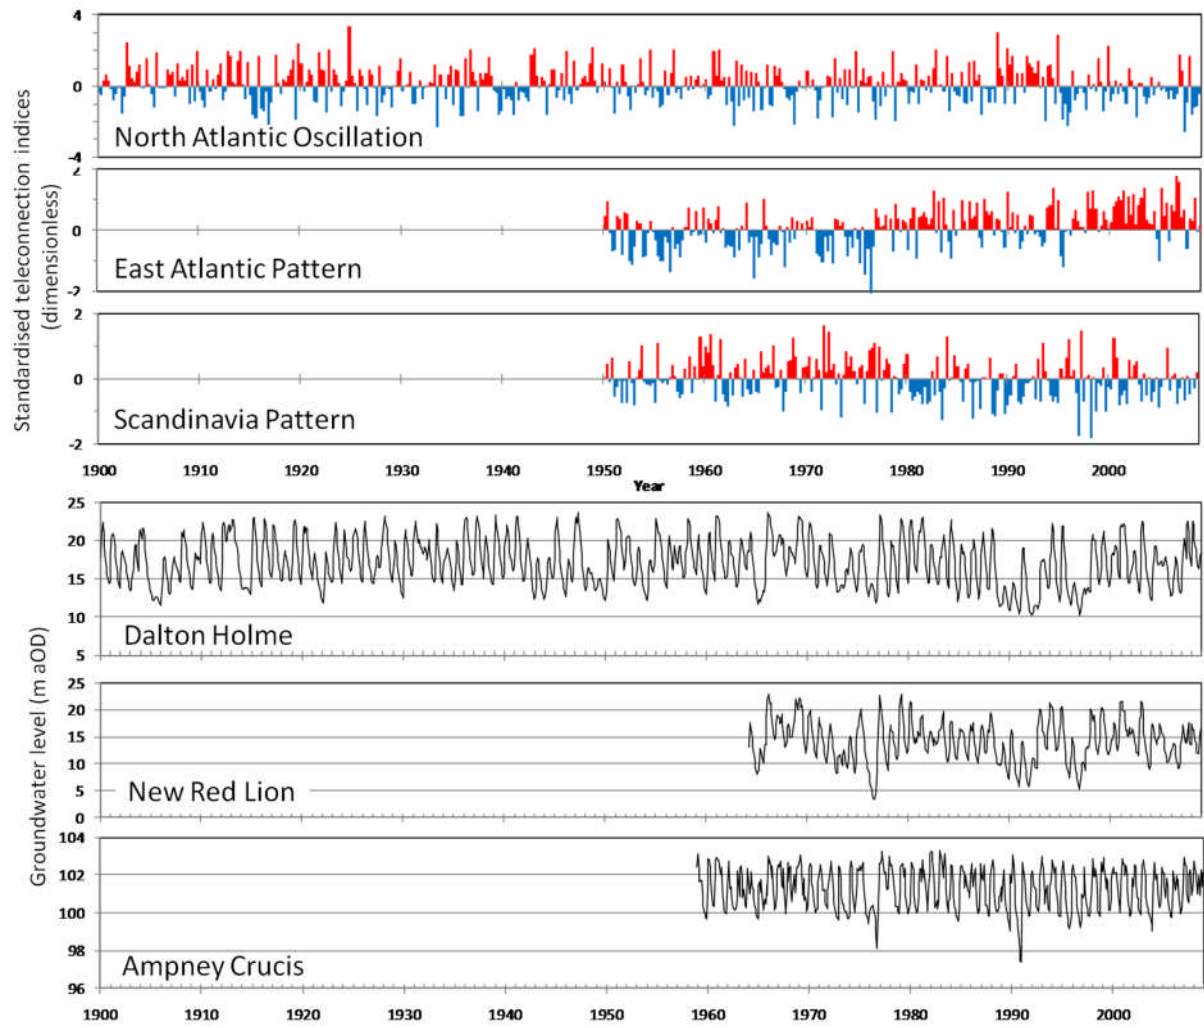 Standardised teleconnection indices
(dimensionless)
4
2
0
-2
-4
North Atlantic Oscillation
2
0
-2
East Atlantic Pattern
2
0
-2
Scandinavia Pattern
1900 1910 1920 1930 1940 1950 1960 1970 1980 1990 2000
Year
Groundwater level (m aOD)
25
20
15
10
5
Dalton Holme
25
20
15
10
5
0
New Red Lion
104
102
100
98
96
Ampney Crucis
1900 1910 1920 1930 1940 1950 1960 1970 1980 1990 2000